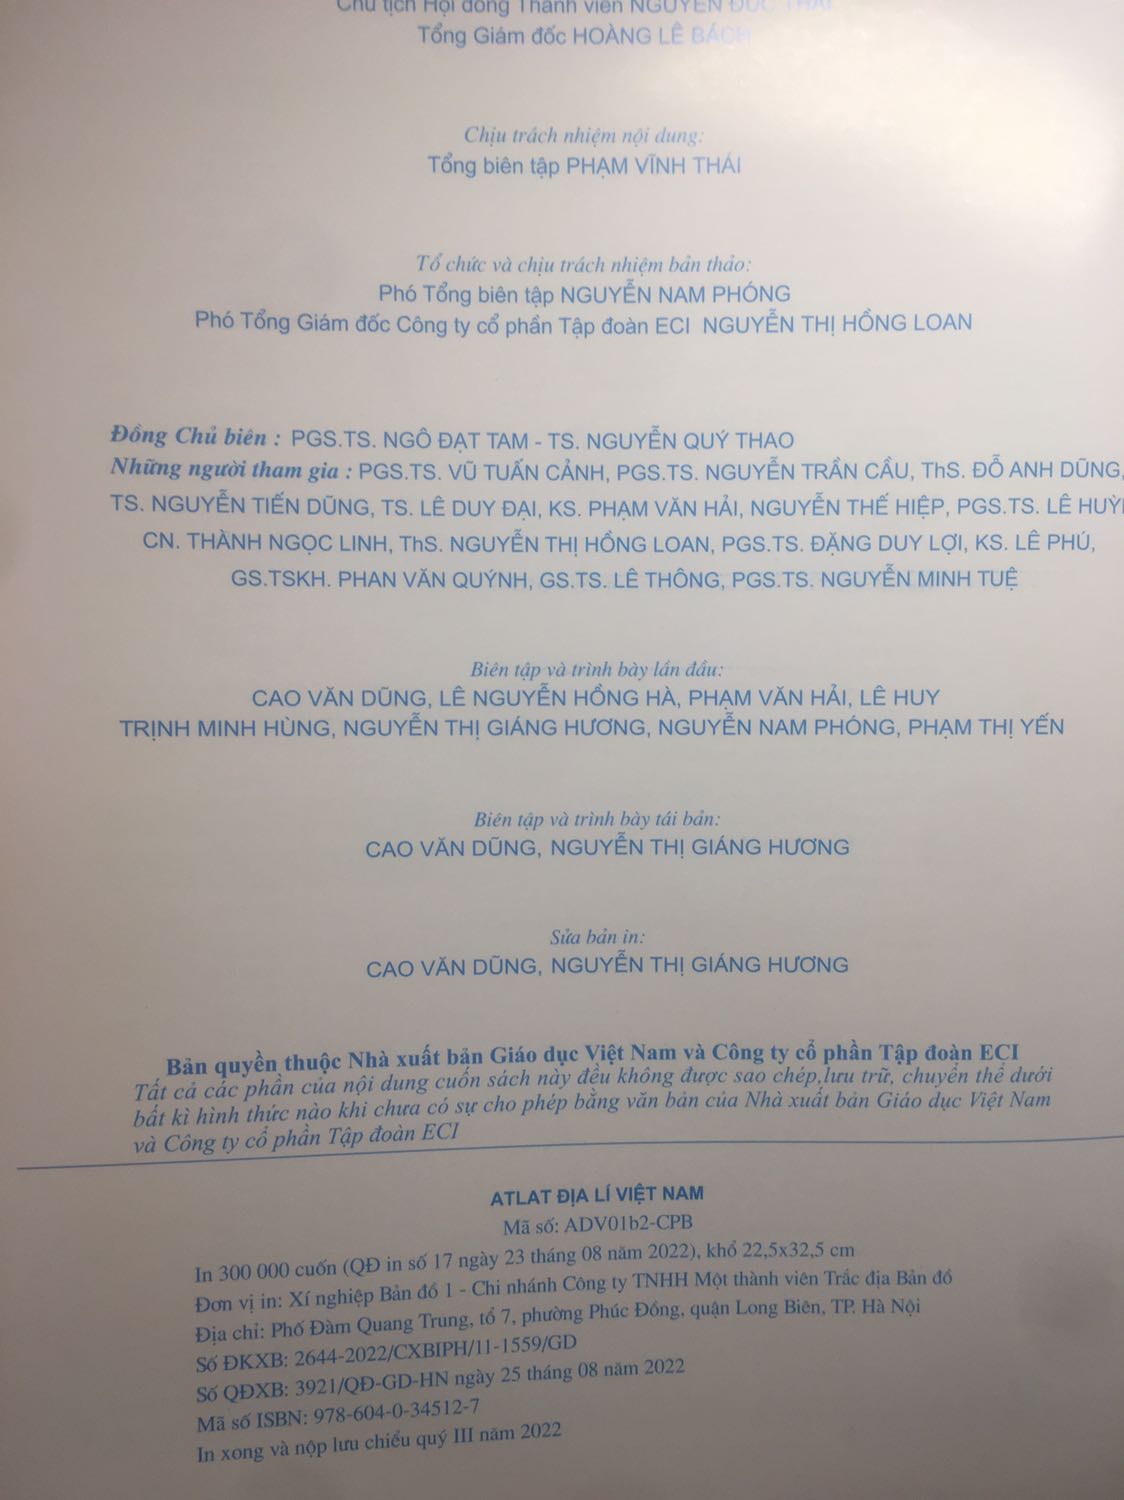 Chủ tịch Hội đồng Thành viên NGUYỄN ĐỨC THÁI
Tổng Giám đốc HOÀNG LÊ BÁCH
Chịu trách nhiệm nội dung:
Tổng biên tập PHẠM VĨNH THÁI
Tổ chức và chịu trách nhiệm bản thảo:
Phó Tổng biên tập NGUYỄN NAM PHÓNG
Phó Tổng Giám đốc Công ty cổ phần Tập đoàn ECI NGUYỄN THỊ HỒNG LOAN
Đồng Chủ biên : PGS.TS. NGÔ ĐẠT TAM - TS. NGUYỄN QUÝ THAO
Những người tham gia : PGS.TS. VŨ TUẤN CẢNH, PGS.TS. NGUYỄN TRẦN CẦU, ThS. ĐỖ ANH DŨNG,
TS. NGUYỄN TIẾN DŨNG, TS. LÊ DUY ĐẠI, KS. PHẠM VĂN HẢI, NGUYỄN THẾ HIỆP, PGS.TS. LÊ
CN. THÀNH NGỌC LINH, ThS. NGUYỄN THỊ HỒNG LOAN, PGS.TS. ĐẶNG DUY LỢI, KS. LÊ PHÚ,
GS.TSKH. PHAN VĂN QUÝNH, GS.TS. LÊ THÔNG, PGS.TS. NGUYỄN MINH TUỆ
Biên tập và trình bày lần đầu:
CAO VĂN DŨNG, LÊ NGUYỄN HỒNG HÀ, PHẠM VĂN HẢI, LÊ HUY
TRỊNH MINH HÙNG, NGUYỄN THỊ GIÁNG HƯƠNG, NGUYỄN NAM PHÓNG, PHẠM THỊ YẾN
Biên tập và trình bày tái bản:
CAO VĂN DŨNG, NGUYỄN THỊ GIÁNG HƯƠNG
Sửa bản in:
CAO VĂN DŨNG, NGUYỄN THỊ GIÁNG HƯƠNG
Bản quyền thuộc Nhà xuất bản Giáo dục Việt Nam và Công ty cổ phần Tập đoàn ECI
Tất cả các phần của nội dung cuốn sách này đều không được sao chép,lưu trữ, chuyển thể dưới
bất kì hình thức nào khi chưa có sự cho phép bằng văn bản của Nhà xuất bản Giáo dục Việt Nam
và Công ty cổ phần Tập đoàn ECI
ATLAT ĐỊA LÍ VIỆT NAM
Mã số: ADV01b2-CPB
In 300 000 cuốn (QĐ in số 17 ngày 23 tháng 08 năm 2022), khổ 22,5x32,5 cm
Đơn vị in: Xí nghiệp Bản đồ 1 - Chi nhánh Công ty TNHH Một thành viên Trắc địa Bản đồ
Địa chỉ: Phố Đàm Quang Trung, tổ 7, phường Phúc Đồng, quận Long Biên, TP. Hà Nội
Số ĐKXB: 2644-2022/CXBIPH/11-1559/GD
Số QĐXB: 3921/QĐ-GD-HN ngày 25 tháng 08 năm 2022
Mã số ISBN: 978-604-0-34512-7
In xong và nộp lưu chiểu quý III năm 2022